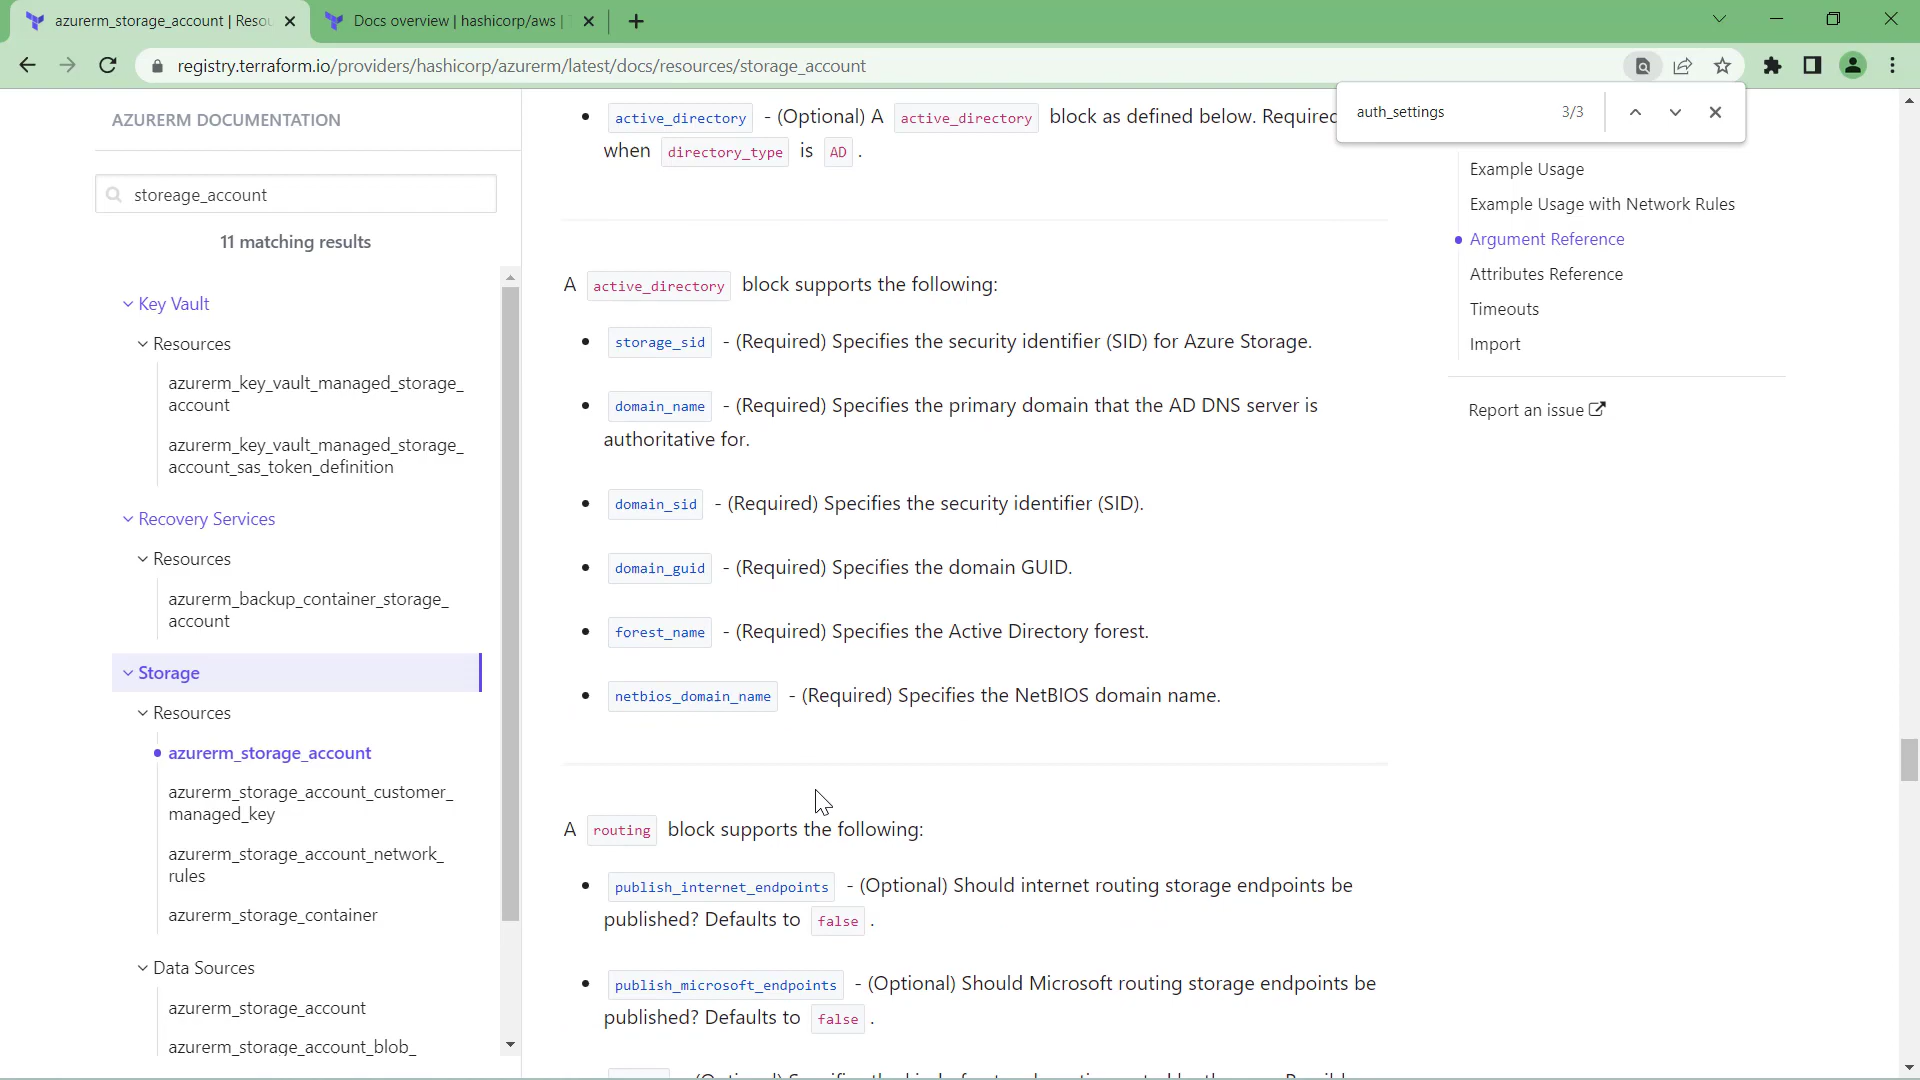 azurerm_storage_account | Resou
Docs overview | hashicorp/aws |
registry.terraform.io/providers/hashicorp/azurerm/latest/docs/resources/storage_account
auth_settings 3/3
AZURERM DOCUMENTATION
storeage_account
11 matching results
Key Vault
Resources
azurerm_key_vault_managed_storage_
account
azurerm_key_vault_managed_storage_
account_sas_token_definition
Recovery Services
Resources
azurerm_backup_container_storage_
account
Storage
Resources
azurerm_storage_account
azurerm_storage_account_customer_
managed_key
azurerm_storage_account_network_
rules
azurerm_storage_container
Data Sources
azurerm_storage_account
azurerm_storage_account_blob_
active_directory - (Optional) A active_directory block as defined below. Required
when directory_type is AD .
A active_directory block supports the following:
storage_sid - (Required) Specifies the security identifier (SID) for Azure Storage.
domain_name - (Required) Specifies the primary domain that the AD DNS server is
authoritative for.
domain_sid - (Required) Specifies the security identifier (SID).
domain_guid - (Required) Specifies the domain GUID.
forest_name - (Required) Specifies the Active Directory forest.
netbios_domain_name - (Required) Specifies the NetBIOS domain name.
A routing block supports the following:
publish_internet_endpoints - (Optional) Should internet routing storage endpoints be
published? Defaults to false .
publish_microsoft_endpoints - (Optional) Should Microsoft routing storage endpoints be
published? Defaults to false .
Example Usage
Example Usage with Network Rules
Argument Reference
Attributes Reference
Timeouts
Import
Report an issue